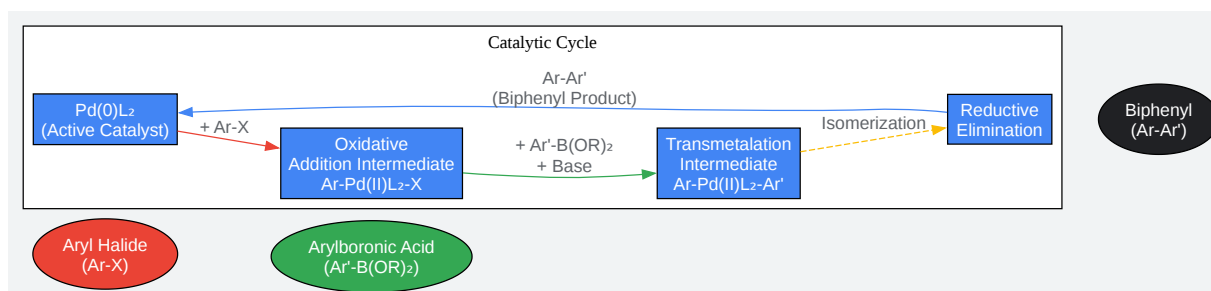 Catalytic Cycle
Ar-Ar'
(Biphenyl Product)
Pd(0)L₂
(Active Catalyst)
+ Ar-X
Oxidative
Addition Intermediate
Ar-Pd(II)L₂-X
+ Ar'-B(OR)₂
+ Base
Transmetalation
Intermediate
Ar-Pd(II)L₂-Ar'
Isomerization
Reductive
Elimination
Biphenyl
(Ar-Ar')
Aryl Halide
(Ar-X)
Arylboronic Acid
(Ar'-B(OR)₂)